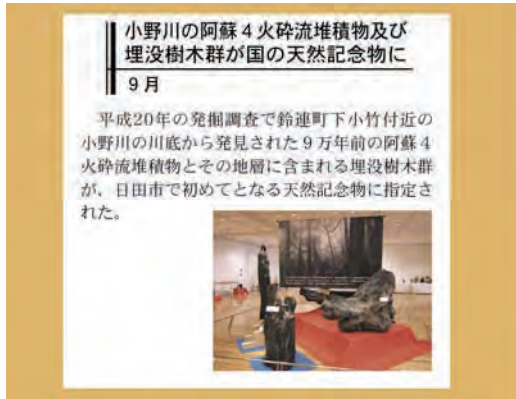 小野川の阿蘇４火砕流堆積物及び
埋没樹木群が国の天然記念物に
９月
平成20年の発掘調査で鈴連町下小竹付近の
小野川の川底から発見された９万年前の阿蘇４
火砕流堆積物とその地層に含まれる埋没樹木群
が、日田市で初めてとなる天然記念物に指定さ
れた。